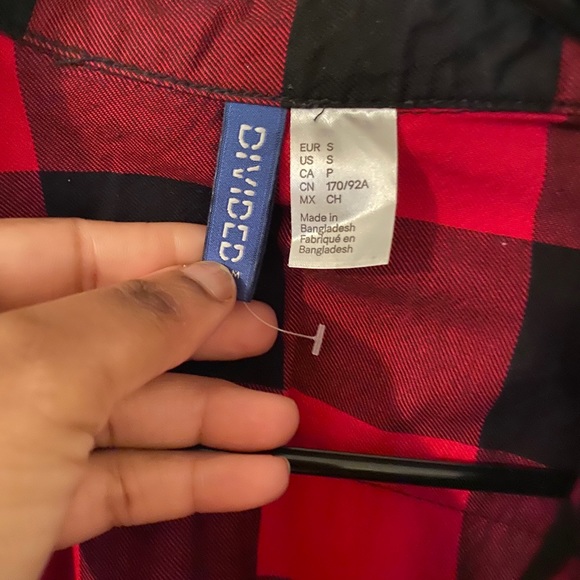 DIVIDED
EUR S
US S
CA P
CN 170/92A
MX CH
Made in
Bangladesh
Fabriqué en
Bangladesh